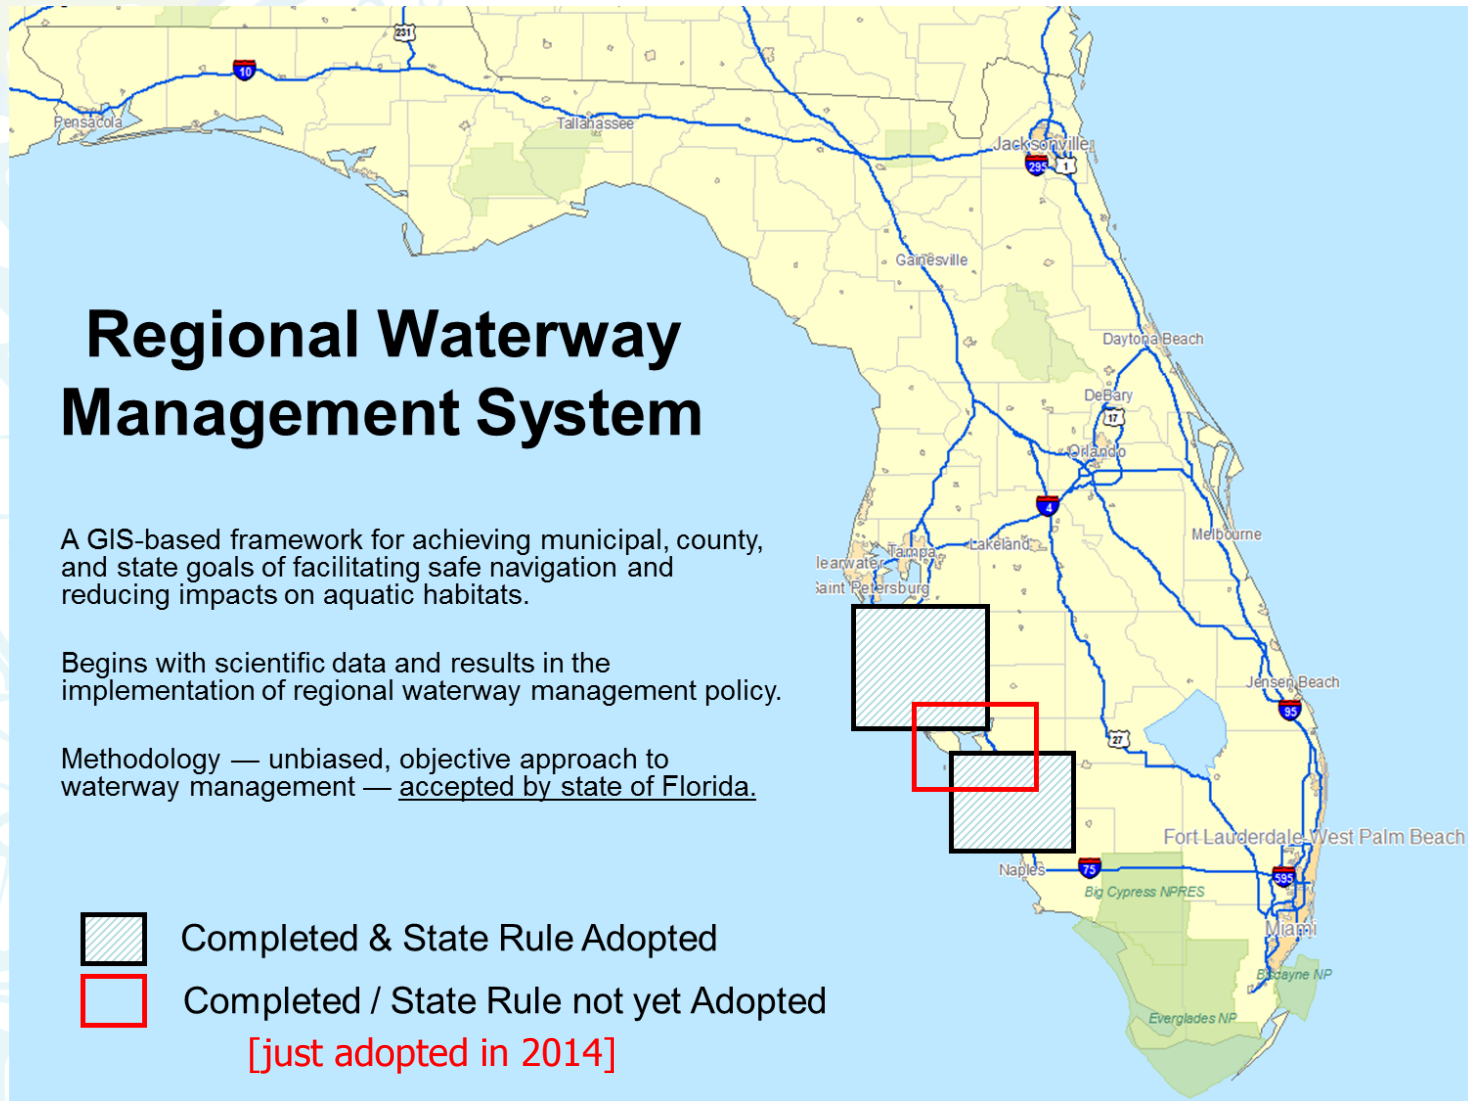 231
10
Pensacola
Tallahassee
Jacksonville
295
1
Gainesville
Regional Waterway
Management System
Daytona Beach
DeBary
17
Orlando
4
A GIS-based framework for achieving municipal, county,
and state goals of facilitating safe navigation and
reducing impacts on aquatic habitats.
Melbourne
Tampa
Lakeland
learwater
Saint Petersburg
Begins with scientific data and results in the
implementation of regional waterway management policy.
Jensen Beach
95
27
Methodology — unbiased, objective approach to
waterway management — accepted by state of Florida.
Fort Lauderdale-West Palm Beach
Naples
75
595
Big Cypress NPRES
Miami
Completed & State Rule Adopted
Biscayne NP
Completed / State Rule not yet Adopted
Everglades NP
[just adopted in 2014]